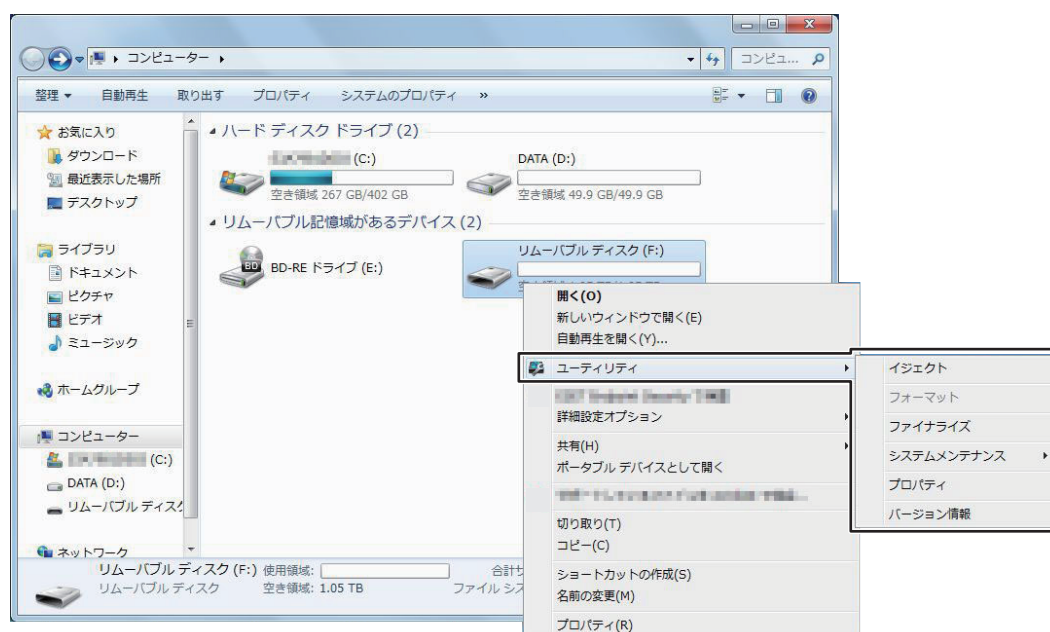 コンピューター
コンピュ...
整理 自動再生 取り出す プロパティ システムのプロパティ »
お気に入り
ダウンロード
最近表示した場所
デスクトップ
ライブラリ
ドキュメント
ピクチャ
ビデオ
ミュージック
ホームグループ
コンピューター
(C:)
DATA (D:)
リムーバブル ディスク
ネットワーク
ハード ディスク ドライブ (2)
(C:)
空き領域 267 GB/402 GB
DATA (D:)
空き領域 49.9 GB/49.9 GB
リムーバブル記憶域があるデバイス (2)
BD
BD-RE ドライブ (E:)
リムーバブル ディスク (F:)
開く(O)
新しいウィンドウで開く(E)
自動再生を開く(Y)...
ユーティリティ
詳細設定オプション
共有(H)
ポータブル デバイスとして開く
切り取り(T)
コピー(C)
ショートカットの作成(S)
名前の変更(M)
プロパティ(R)
イジェクト
フォーマット
ファイナライズ
システムメンテナンス
プロパティ
バージョン情報
リムーバブル ディスク (F:) 使用領域: 合計サ
リムーバブル ディスク 空き領域: 1.05 TB ファイル シス